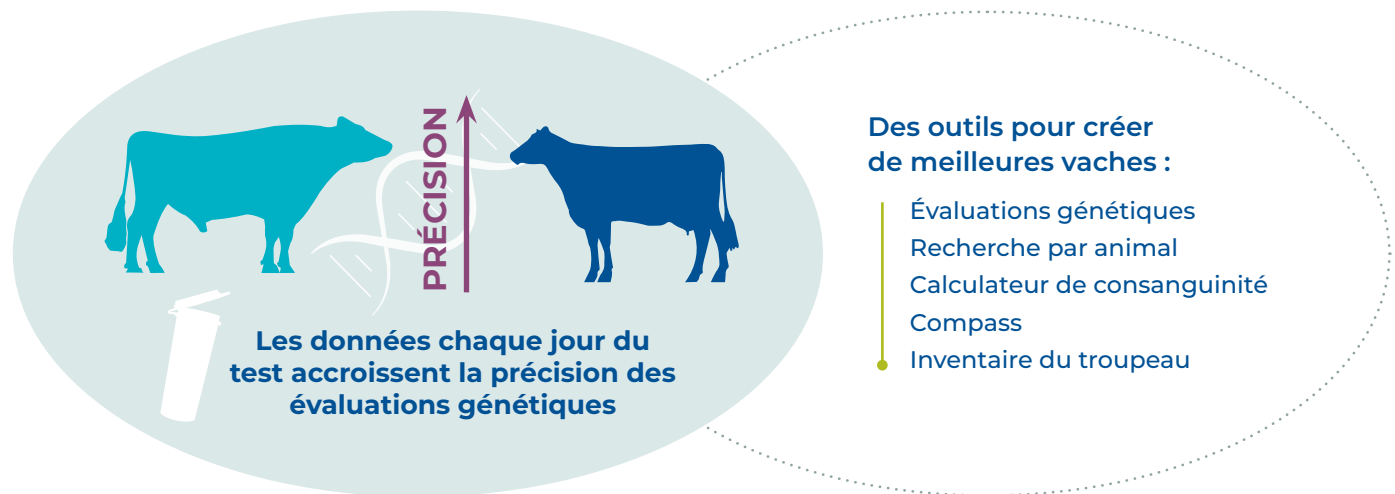 PRÉCISION
Les données chaque jour du
test accroissent la précision des
évaluations génétiques
Des outils pour créer
de meilleures vaches :
Évaluations génétiques
Recherche par animal
Calculateur de consanguinité
Compass
Inventaire du troupeau